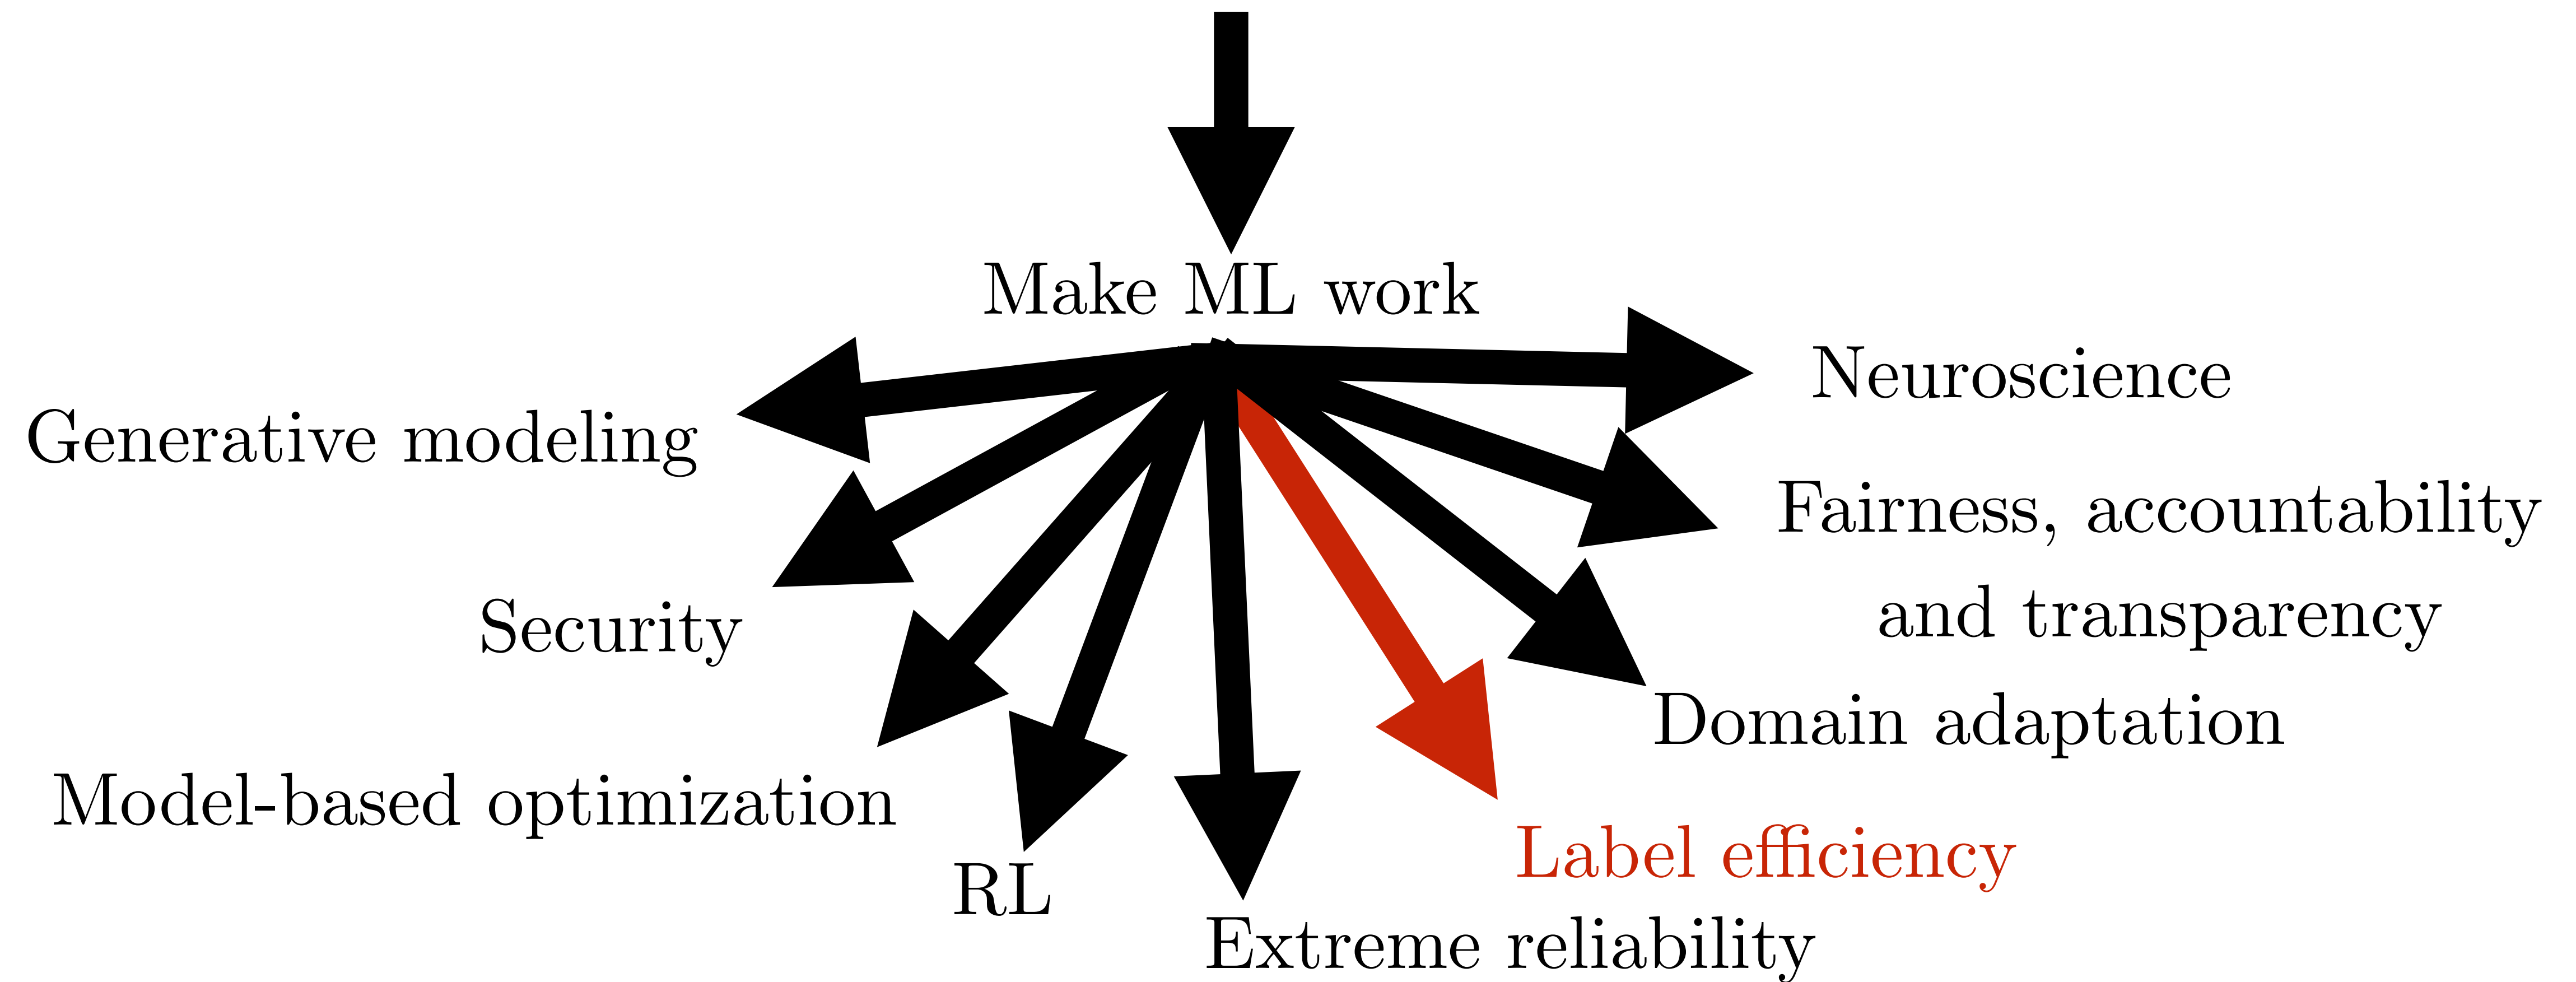 Make ML work
Neuroscience
Generative modeling
Fairness, accountability
and transparency
Security
Domain adaptation
Model-based optimization
Label efficiency
RL
Extreme reliability